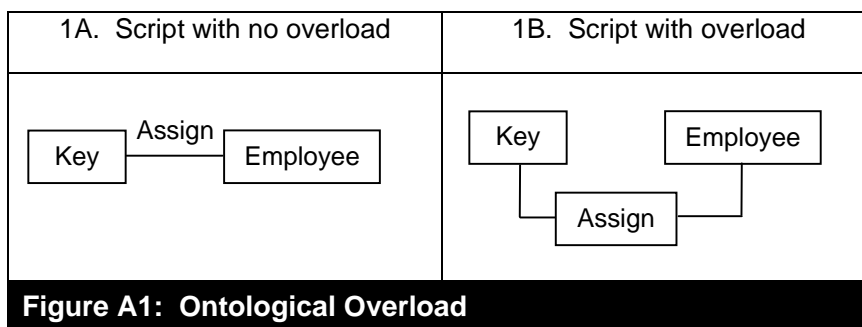 1A. Script with no overload
1B. Script with overload
Assign
Key
Employee
Key
Employee
Assign
Figure A1: Ontological Overload